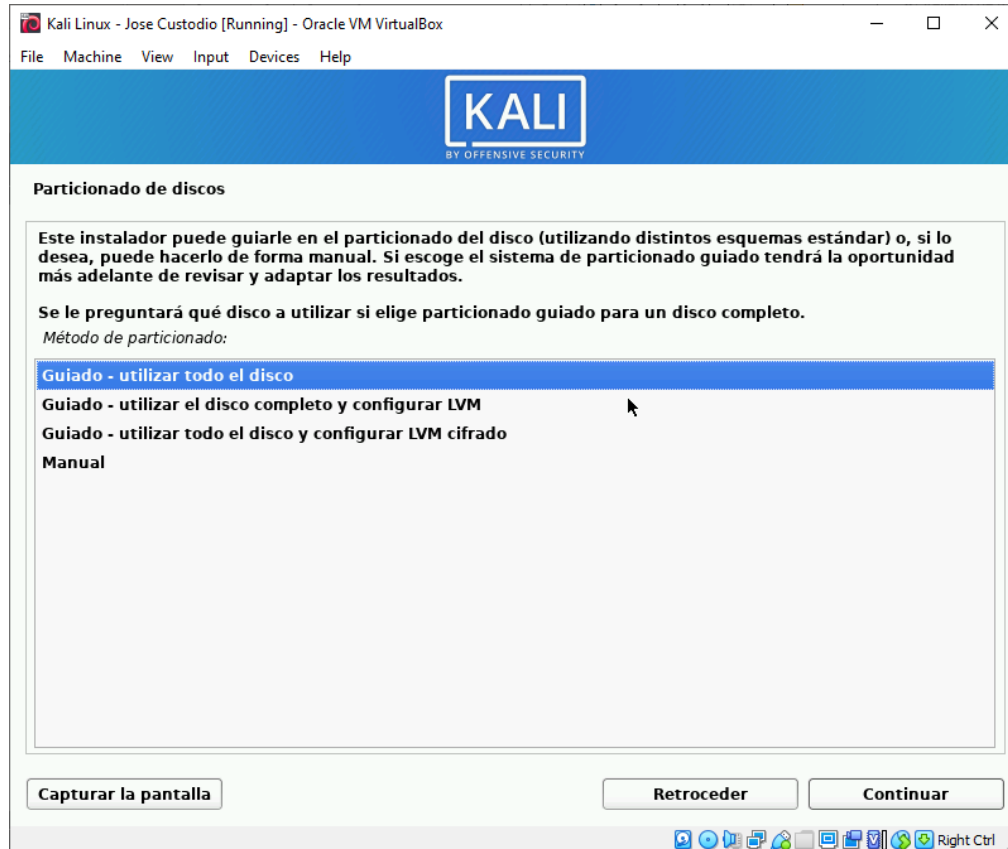 Kali Linux - Jose Custodio [Running] - Oracle VM VirtualBox
File Machine View Input Devices Help
KALI
BY OFFENSIVE SECURITY
Particionado de discos
Este instalador puede guiarle en el particionado del disco (utilizando distintos esquemas estándar) o, si lo
desea, puede hacerlo de forma manual. Si escoge el sistema de particionado guiado tendrá la oportunidad
más adelante de revisar y adaptar los resultados.
Se le preguntará qué disco a utilizar si elige particionado guiado para un disco completo.
Método de particionado:
Guiado - utilizar todo el disco
Guiado - utilizar el disco completo y configurar LVM
Guiado - utilizar todo el disco y configurar LVM cifrado
Manual
Capturar la pantalla
Retroceder
Continuar
Right Ctrl